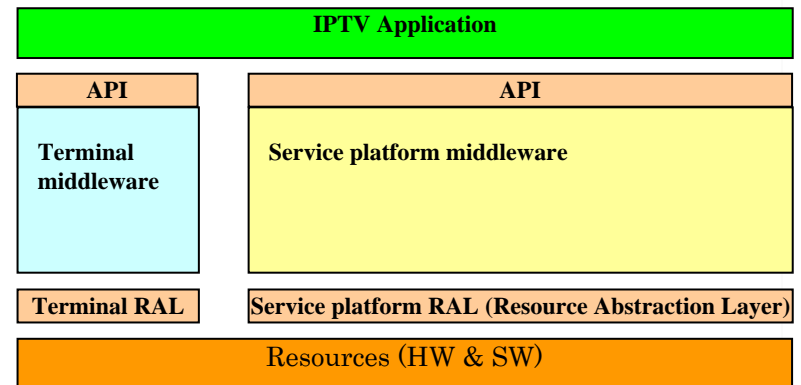 IPTV Application
API
API
Terminal
middleware
Service platform middleware
Terminal RAL
Service platform RAL (Resource Abstraction Layer)
Resources (HW & SW)